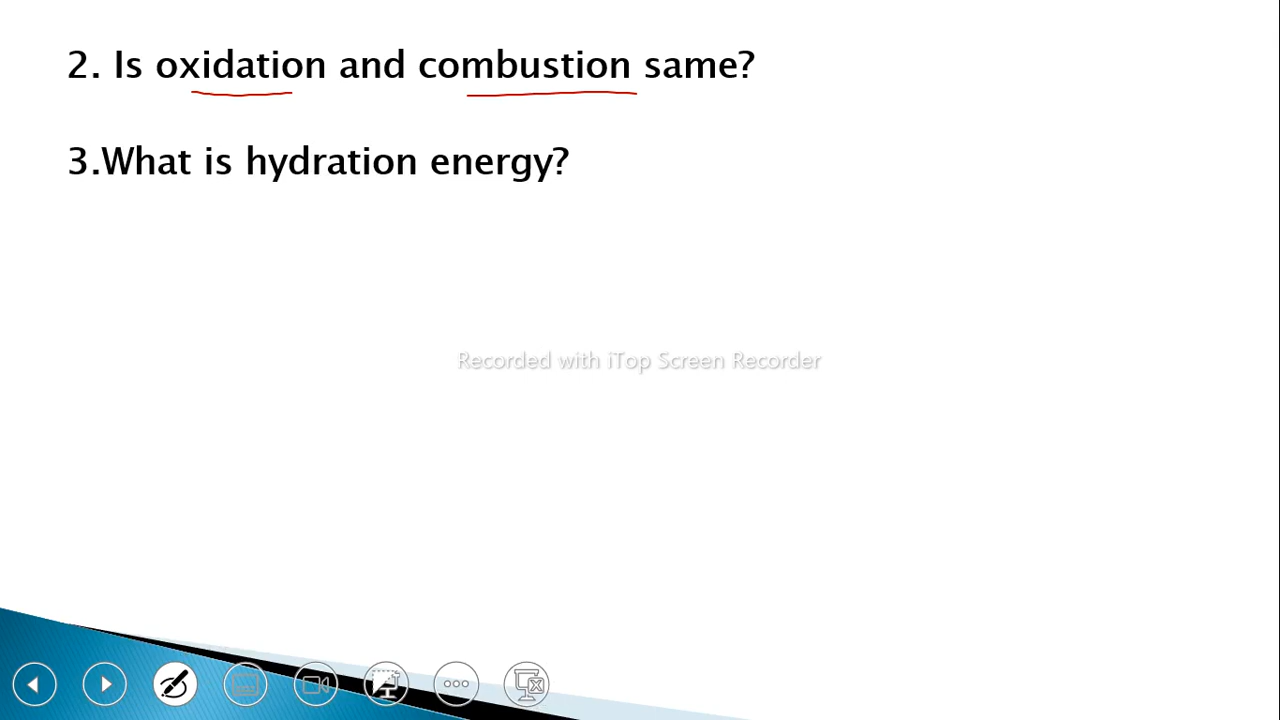 2. Is oxidation and combustion same?
3.What is hydration energy?
Recorded with iTop Screen Recorder